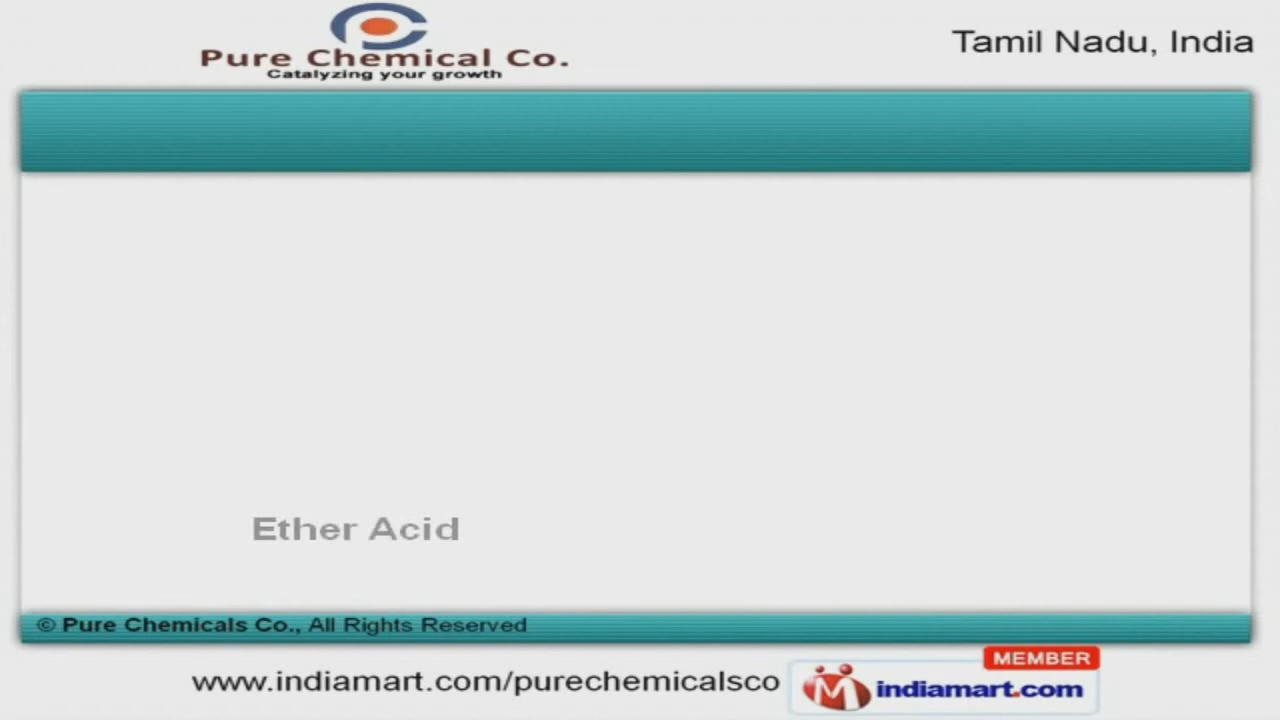 Pure Chemical Co.
Catalyzing your growth
Tamil Nadu, India
Ether Acid
© Pure Chemicals Co., All Rights Reserved
www.indiamart.com/purechemicalsco
MEMBER
indiamart.com